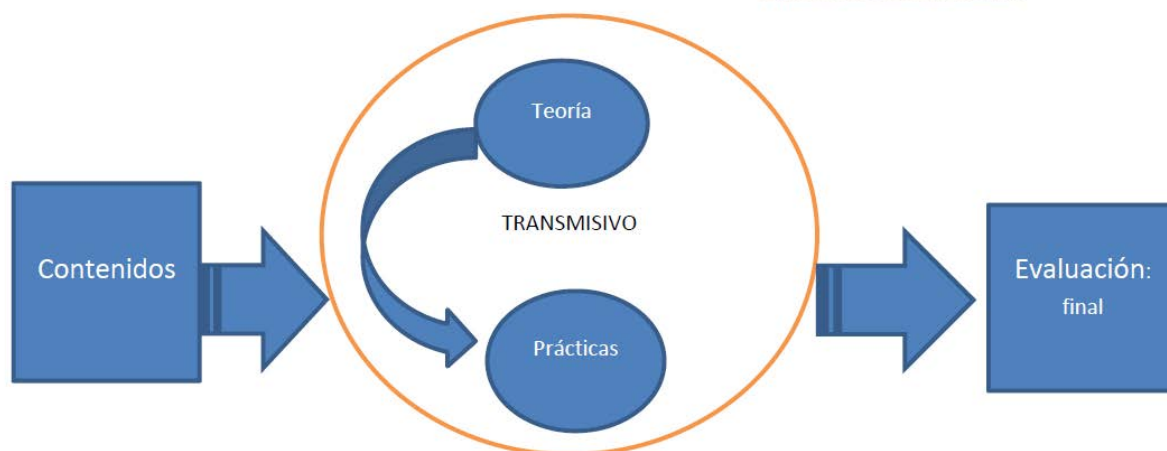 Teoría
TRANSMISIVO
Contenidos
Evaluación:
final
Prácticas